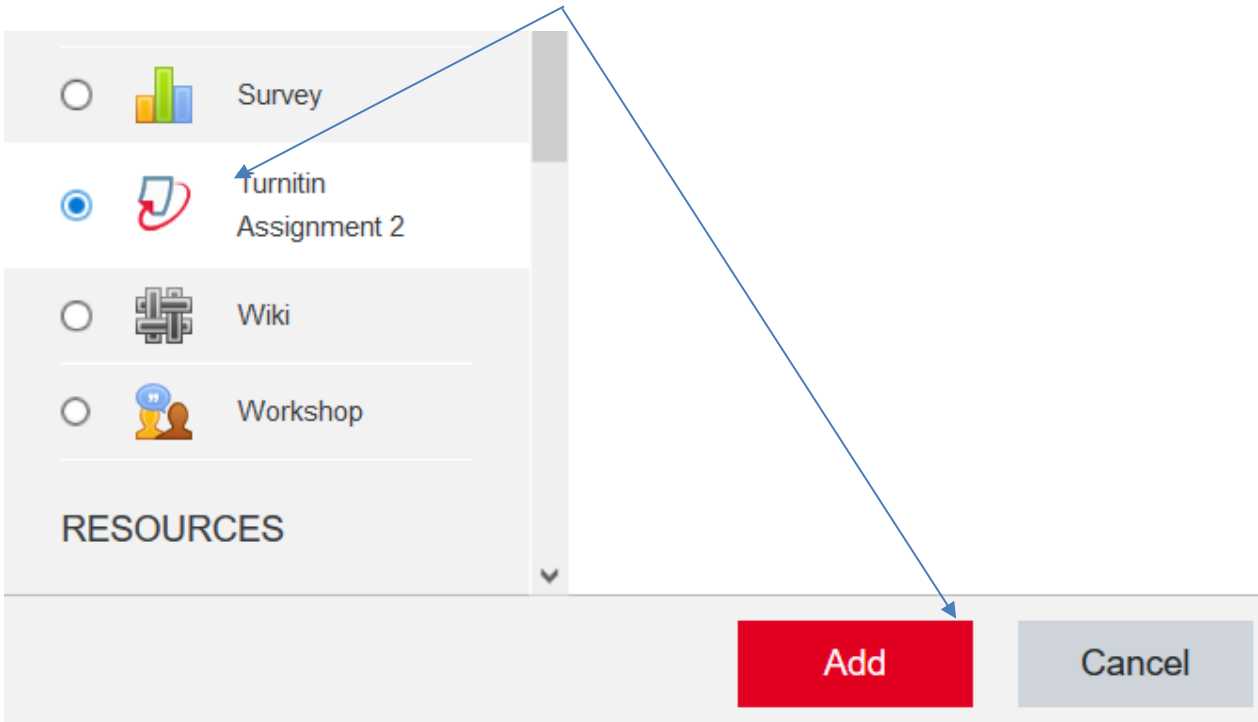 Survey
Turnitin
Assignment 2
Wiki
Workshop
RESOURCES
Add
Cancel